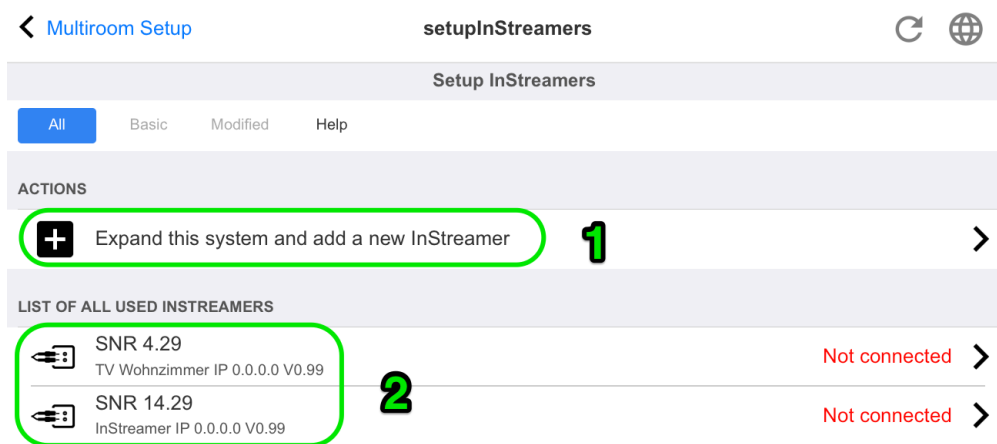 Multiroom Setup
setupInStreamers
Setup InStreamers
All Basic Modified Help
ACTIONS
Expand this system and add a new InStreamer
1
LIST OF ALL USED INSTREAMERS
SNR 4.29
TV Wohnzimmer IP 0.0.0.0 V0.99
Not connected
2
SNR 14.29
InStreamer IP 0.0.0.0 V0.99
Not connected